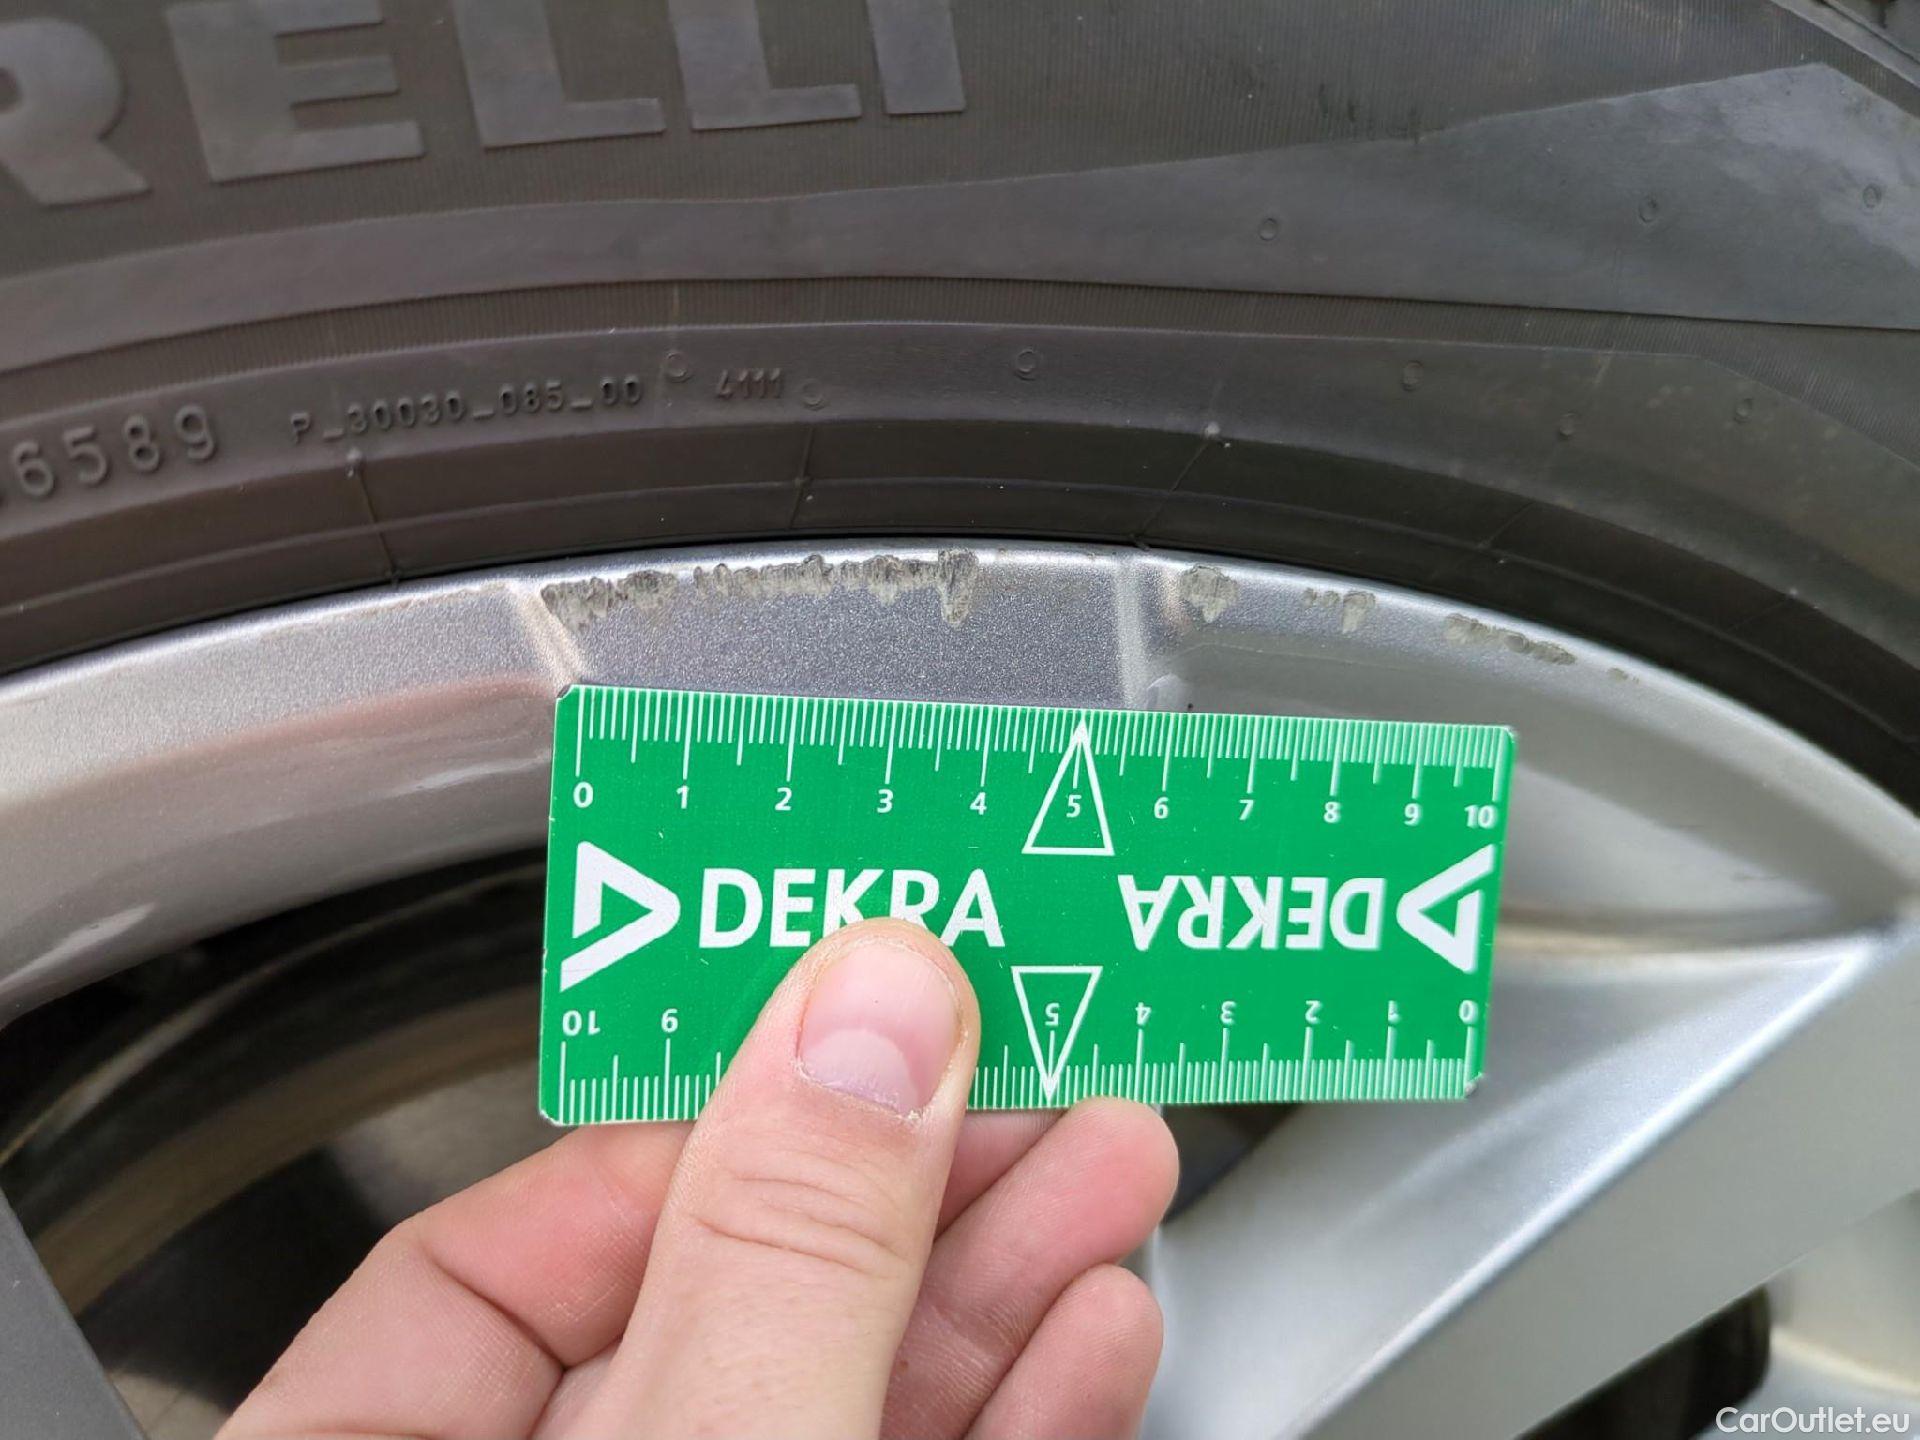 RELLI
6589 P_30030_085_00 4111
0 1 2 3 4 5 6 7 8 9 10
DEKRA DEKRA
10 9 5 4 3 2 1 0
CarOutlet.eu